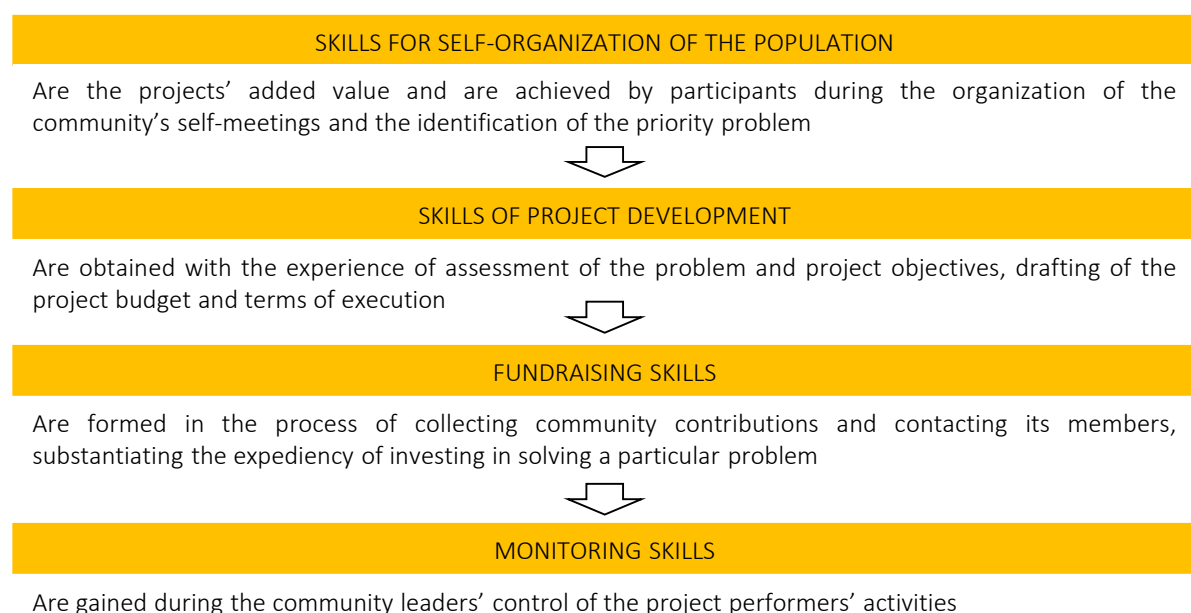 SKILLS FOR SELF-ORGANIZATION OF THE POPULATION
Are the projects’ added value and are achieved by participants during the organization of the
community’s self-meetings and the identification of the priority problem
SKILLS OF PROJECT DEVELOPMENT
Are obtained with the experience of assessment of the problem and project objectives, drafting of the
project budget and terms of execution
FUNDRAISING SKILLS
Are formed in the process of collecting community contributions and contacting its members,
substantiating the expediency of investing in solving a particular problem
MONITORING SKILLS
Are gained during the community leaders’ control of the project performers’ activities